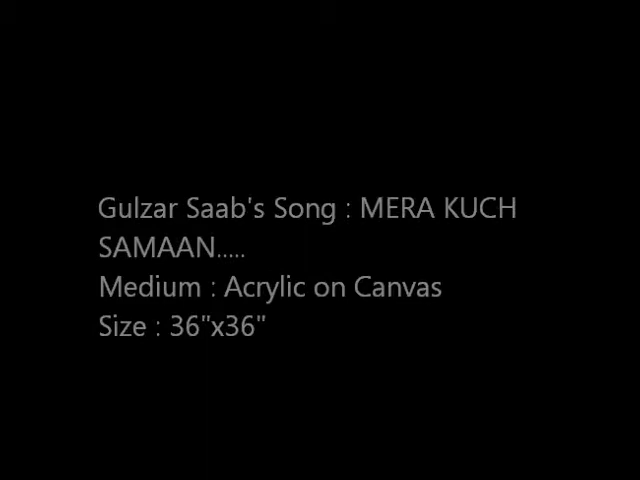 Gulzar Saab's Song : MERA KUCH
SAMAAN.....
Medium : Acrylic on Canvas
Size : 36"x36"